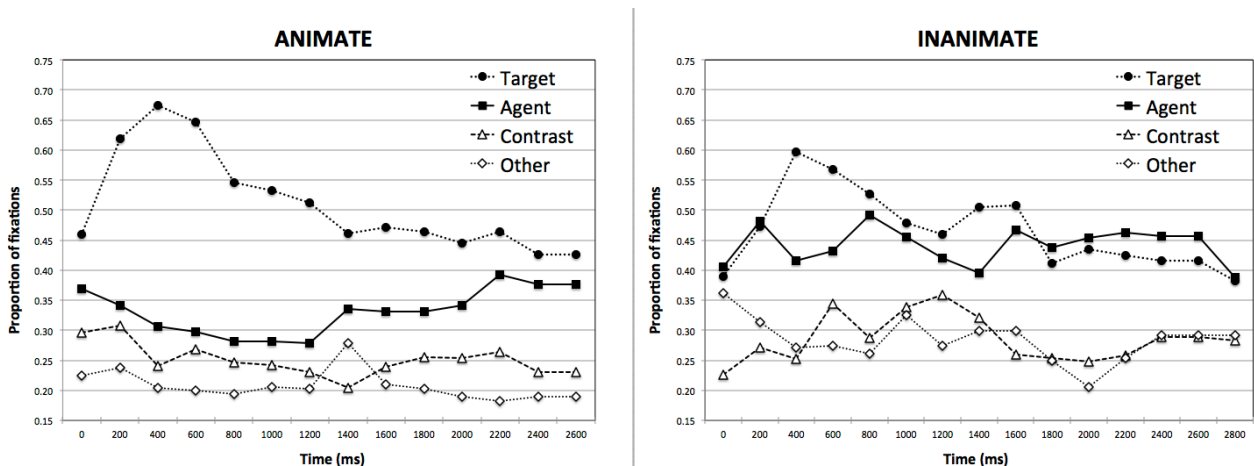 ANIMATE
Proportion of fixations
0.75
0.70
0.65
0.60
0.55
0.50
0.45
0.40
0.35
0.30
0.25
0.20
0.15
Target
Agent
Contrast
Other
0 200 400 600 800 1000 1200 1400 1600 1800 2000 2200 2400 2600
Time (ms)
INANIMATE
Proportion of fixations
0.75
0.70
0.65
0.60
0.55
0.50
0.45
0.40
0.35
0.30
0.25
0.20
0.15
Target
Agent
Contrast
Other
0 200 400 600 800 1000 1200 1400 1600 1800 2000 2200 2400 2600 2800
Time (ms)